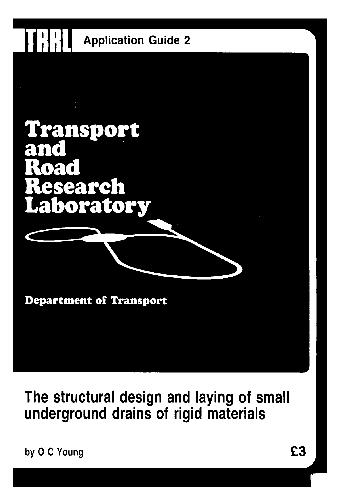 TRRL Application Guide 2
Transport
and
Road
Research
Laboratory
Department of Transport
The structural design and laying of small
underground drains of rigid materials
by O C Young £3